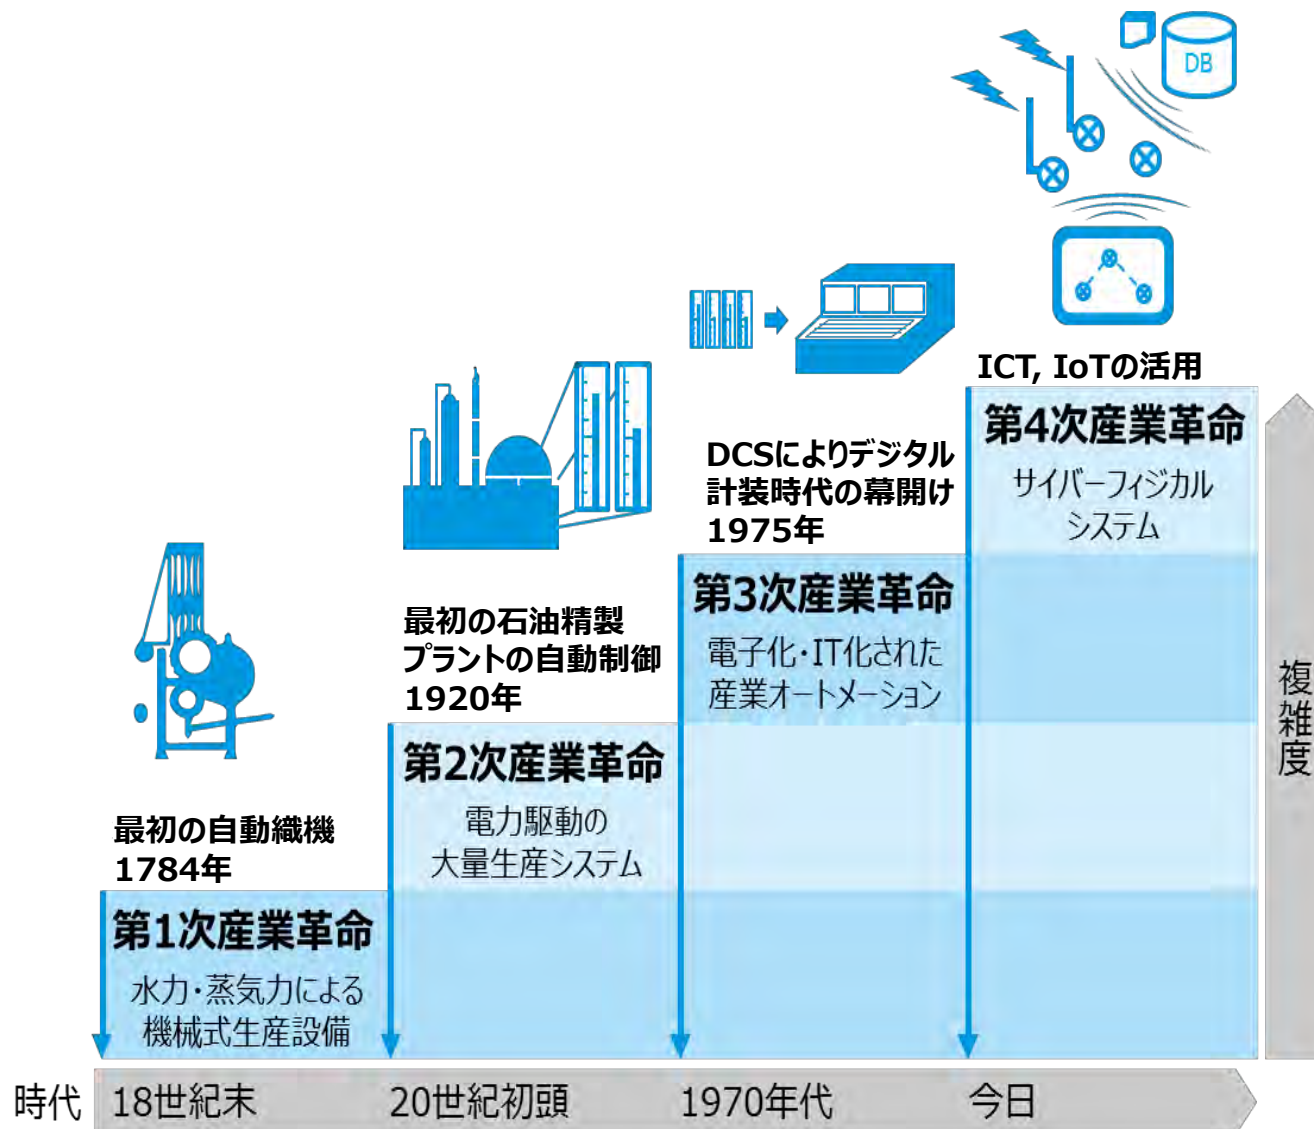 DB
ICT, IoTの活用
第4次産業革命
サイバーフィジカル
システム
DCSによりデジタル
計装時代の幕開け
1975年
第3次産業革命
電子化・IT化された
産業オートメーション
最初の石油精製
プラントの自動制御
1920年
第2次産業革命
電力駆動の
大量生産システム
最初の自動織機
1784年
第1次産業革命
水力・蒸気力による
機械式生産設備
複雑度
時代 18世紀末 20世紀初頭 1970年代 今日